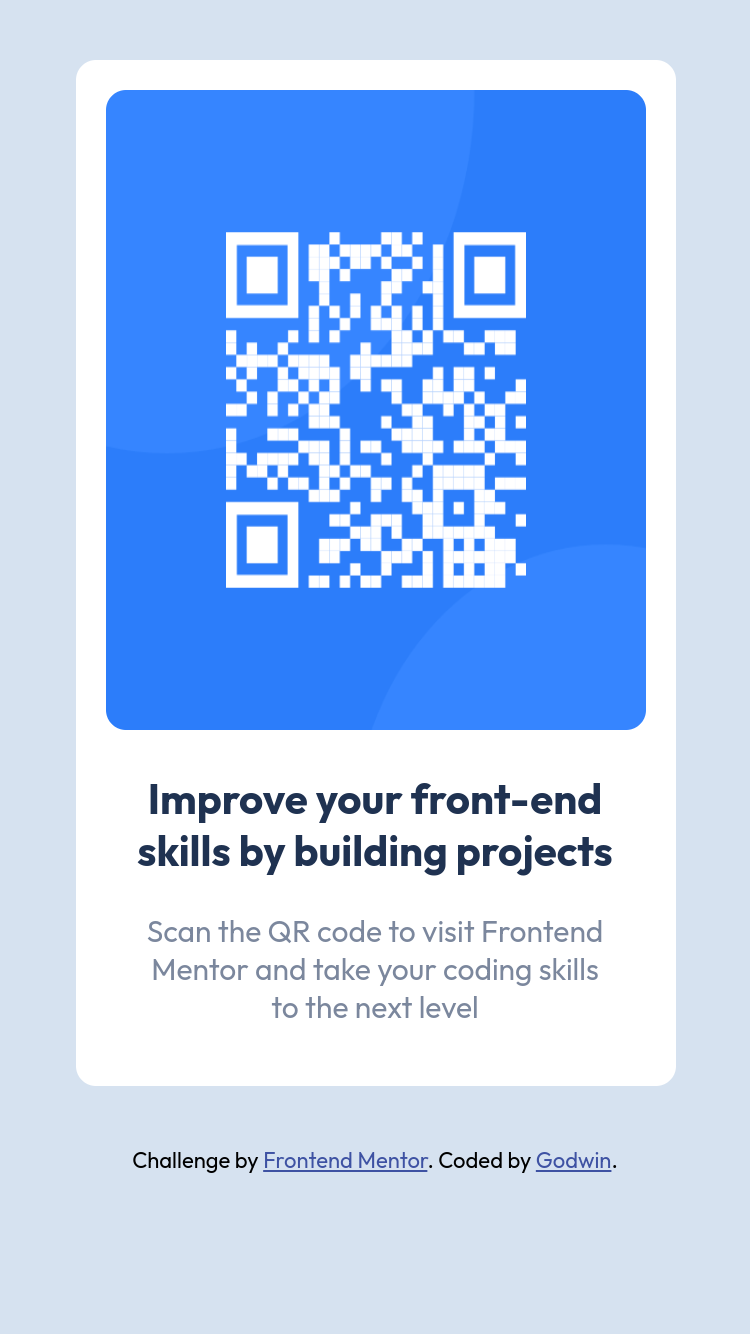 Improve your front-end
skills by building projects
Scan the QR code to visit Frontend
Mentor and take your coding skills
to the next level
Challenge by Frontend Mentor. Coded by Godwin.